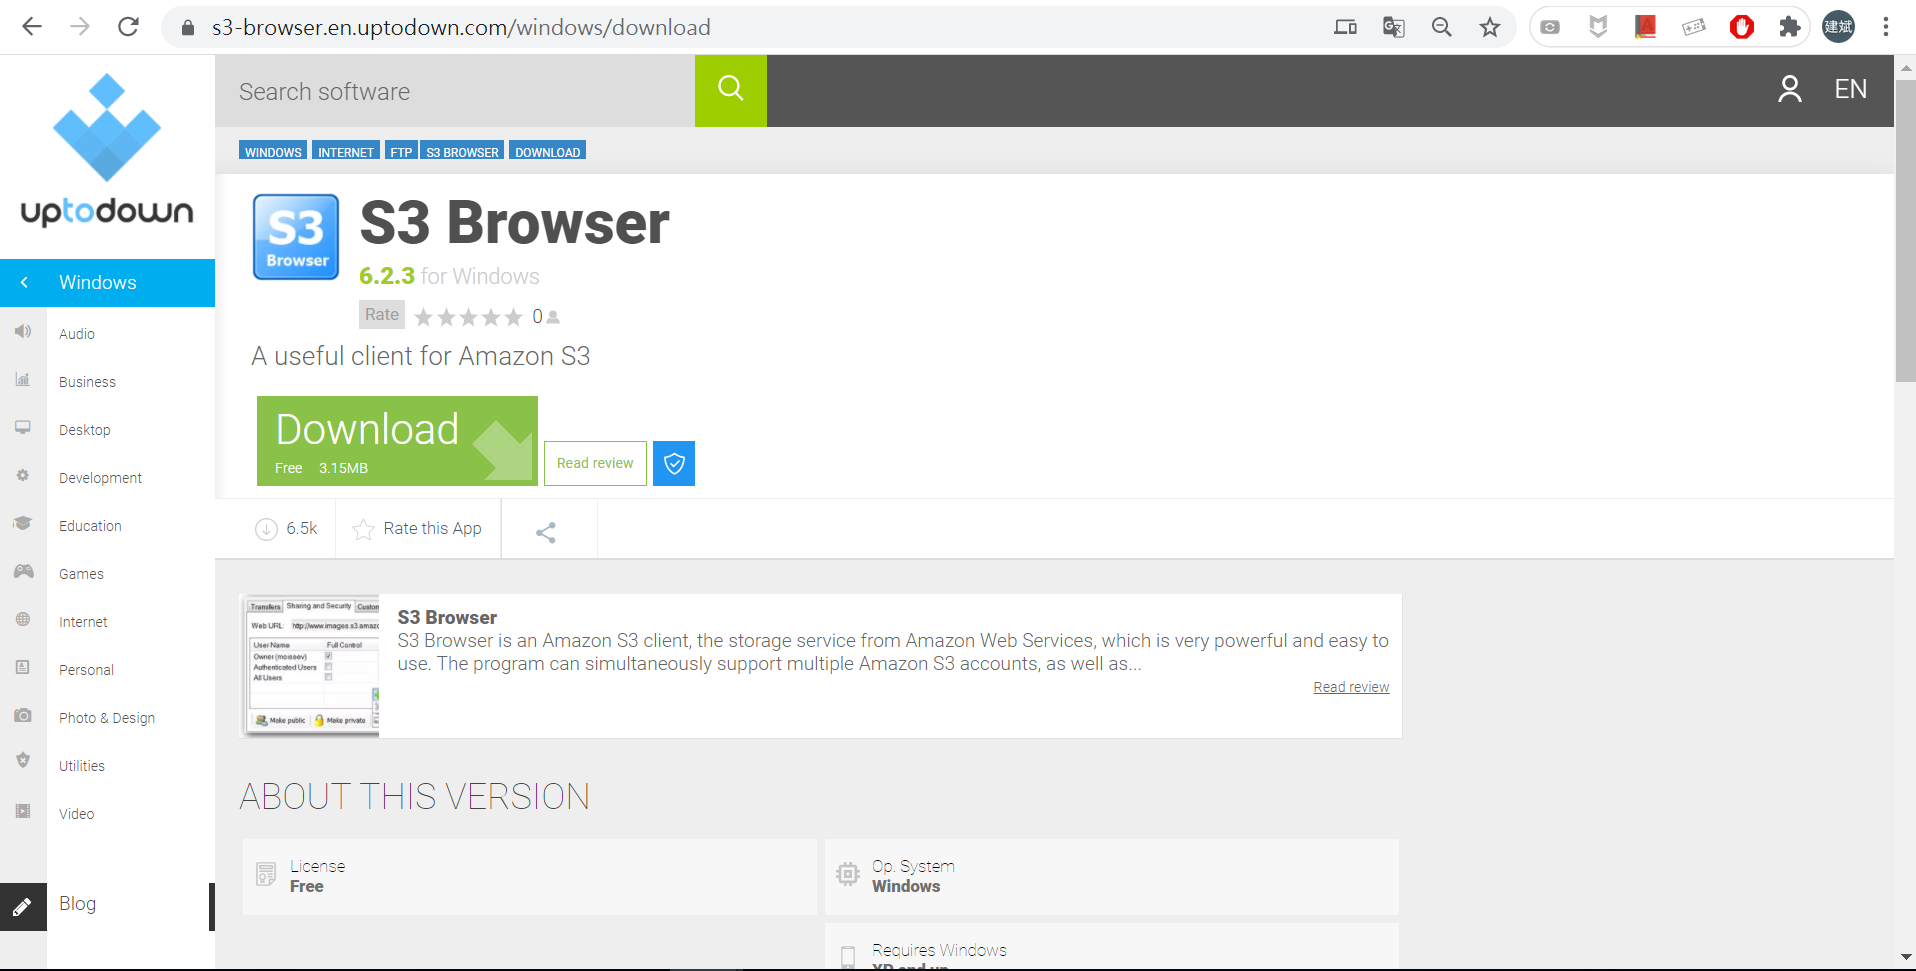 s3-browser.en.uptodown.com/windows/download
建斌
uptodown
Search software
EN
WINDOWS INTERNET FTP S3 BROWSER DOWNLOAD
S3 Browser
S3 Browser
6.2.3 for Windows
Rate 0
A useful client for Amazon S3
Download
Free 3.15MB
Read review
6.5k
Rate this App
Windows
Audio
Business
Desktop
Development
Education
Games
Internet
Personal
Photo & Design
Utilities
Video
Blog
Transfers Sharing and Security Custom
Web URL: http://www.images.s3.amazo
User Name Full Control
Owner (moiseev)
Authenticated Users
All Users
Make public Make private
S3 Browser
S3 Browser is an Amazon S3 client, the storage service from Amazon Web Services, which is very powerful and easy to
use. The program can simultaneously support multiple Amazon S3 accounts, as well as...
Read review
ABOUT THIS VERSION
License
Free
Op. System
Windows
Requires Windows
XP and up